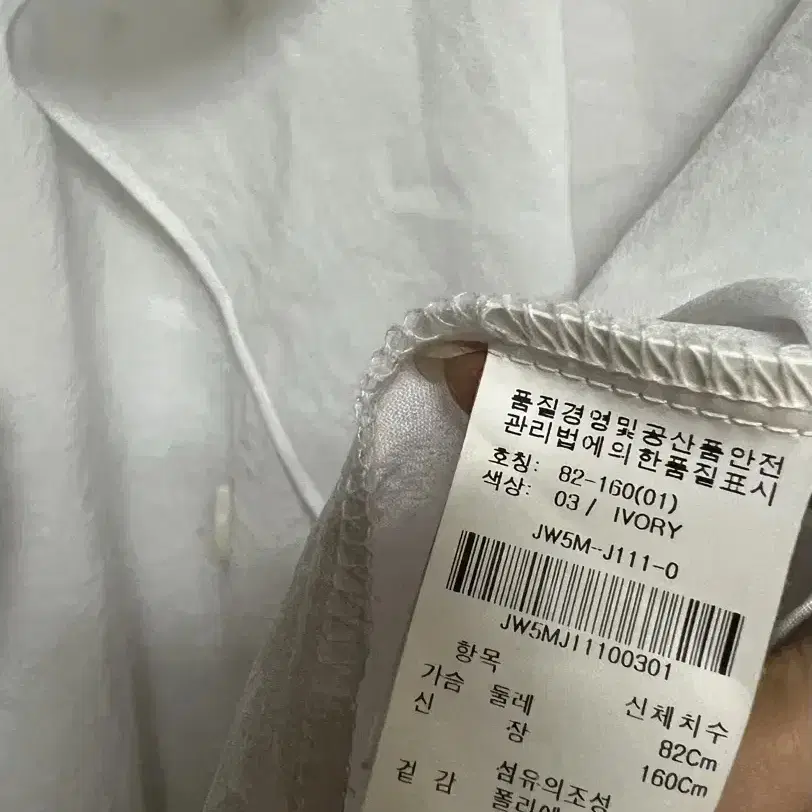 품질경영및공산품안전
관리법에의한품질표시
호칭: 82-160(01)
색상: 03 / IVORY
JW5M-J111-0
JW5MJ11100301
항목 신체치수
가슴 둘레 82Cm
신 장 160Cm
겉 감 섬유의조성